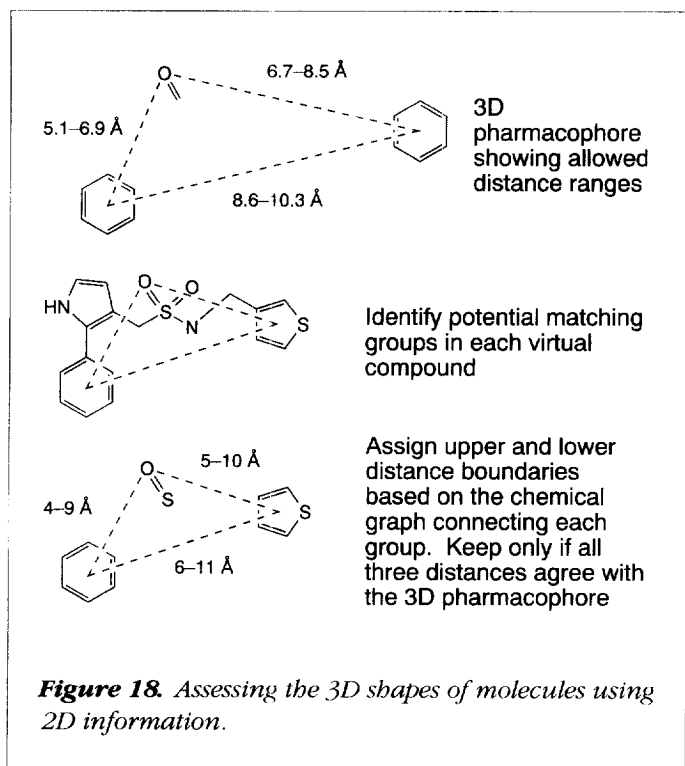 O
6.7–8.5 Å
5.1–6.9 Å
8.6–10.3 Å
3D
pharmacophore
showing allowed
distance ranges
HN
O
O
S
N
S
Identify potential matching
groups in each virtual
compound
O
S
5–10 Å
4–9 Å
S
6–11 Å
Assign upper and lower
distance boundaries
based on the chemical
graph connecting each
group. Keep only if all
three distances agree with
the 3D pharmacophore
Figure 18. Assessing the 3D shapes of molecules using
2D information.